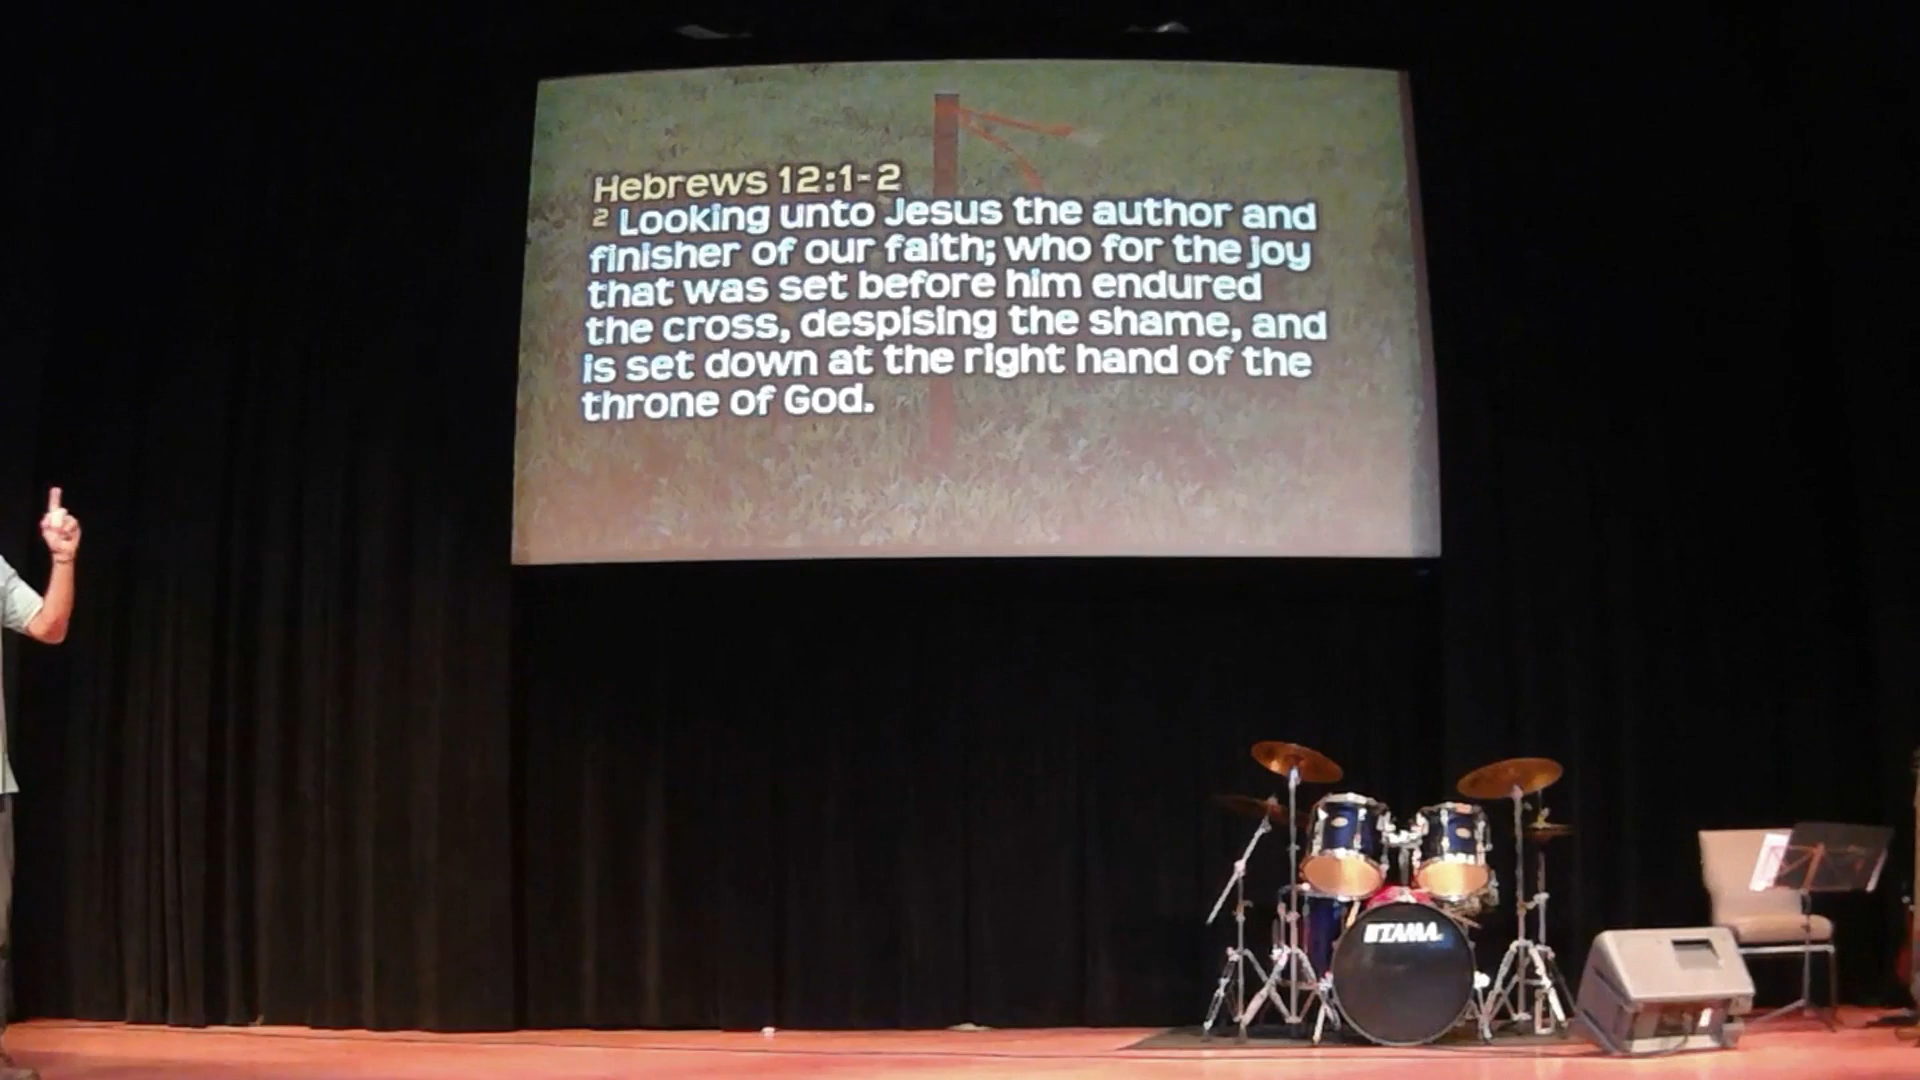 Hebrews 12:1-2
2 Looking unto Jesus the author and
finisher of our faith; who for the joy
that was set before him endured
the cross, despising the shame, and
is set down at the right hand of the
throne of God.
TAMA